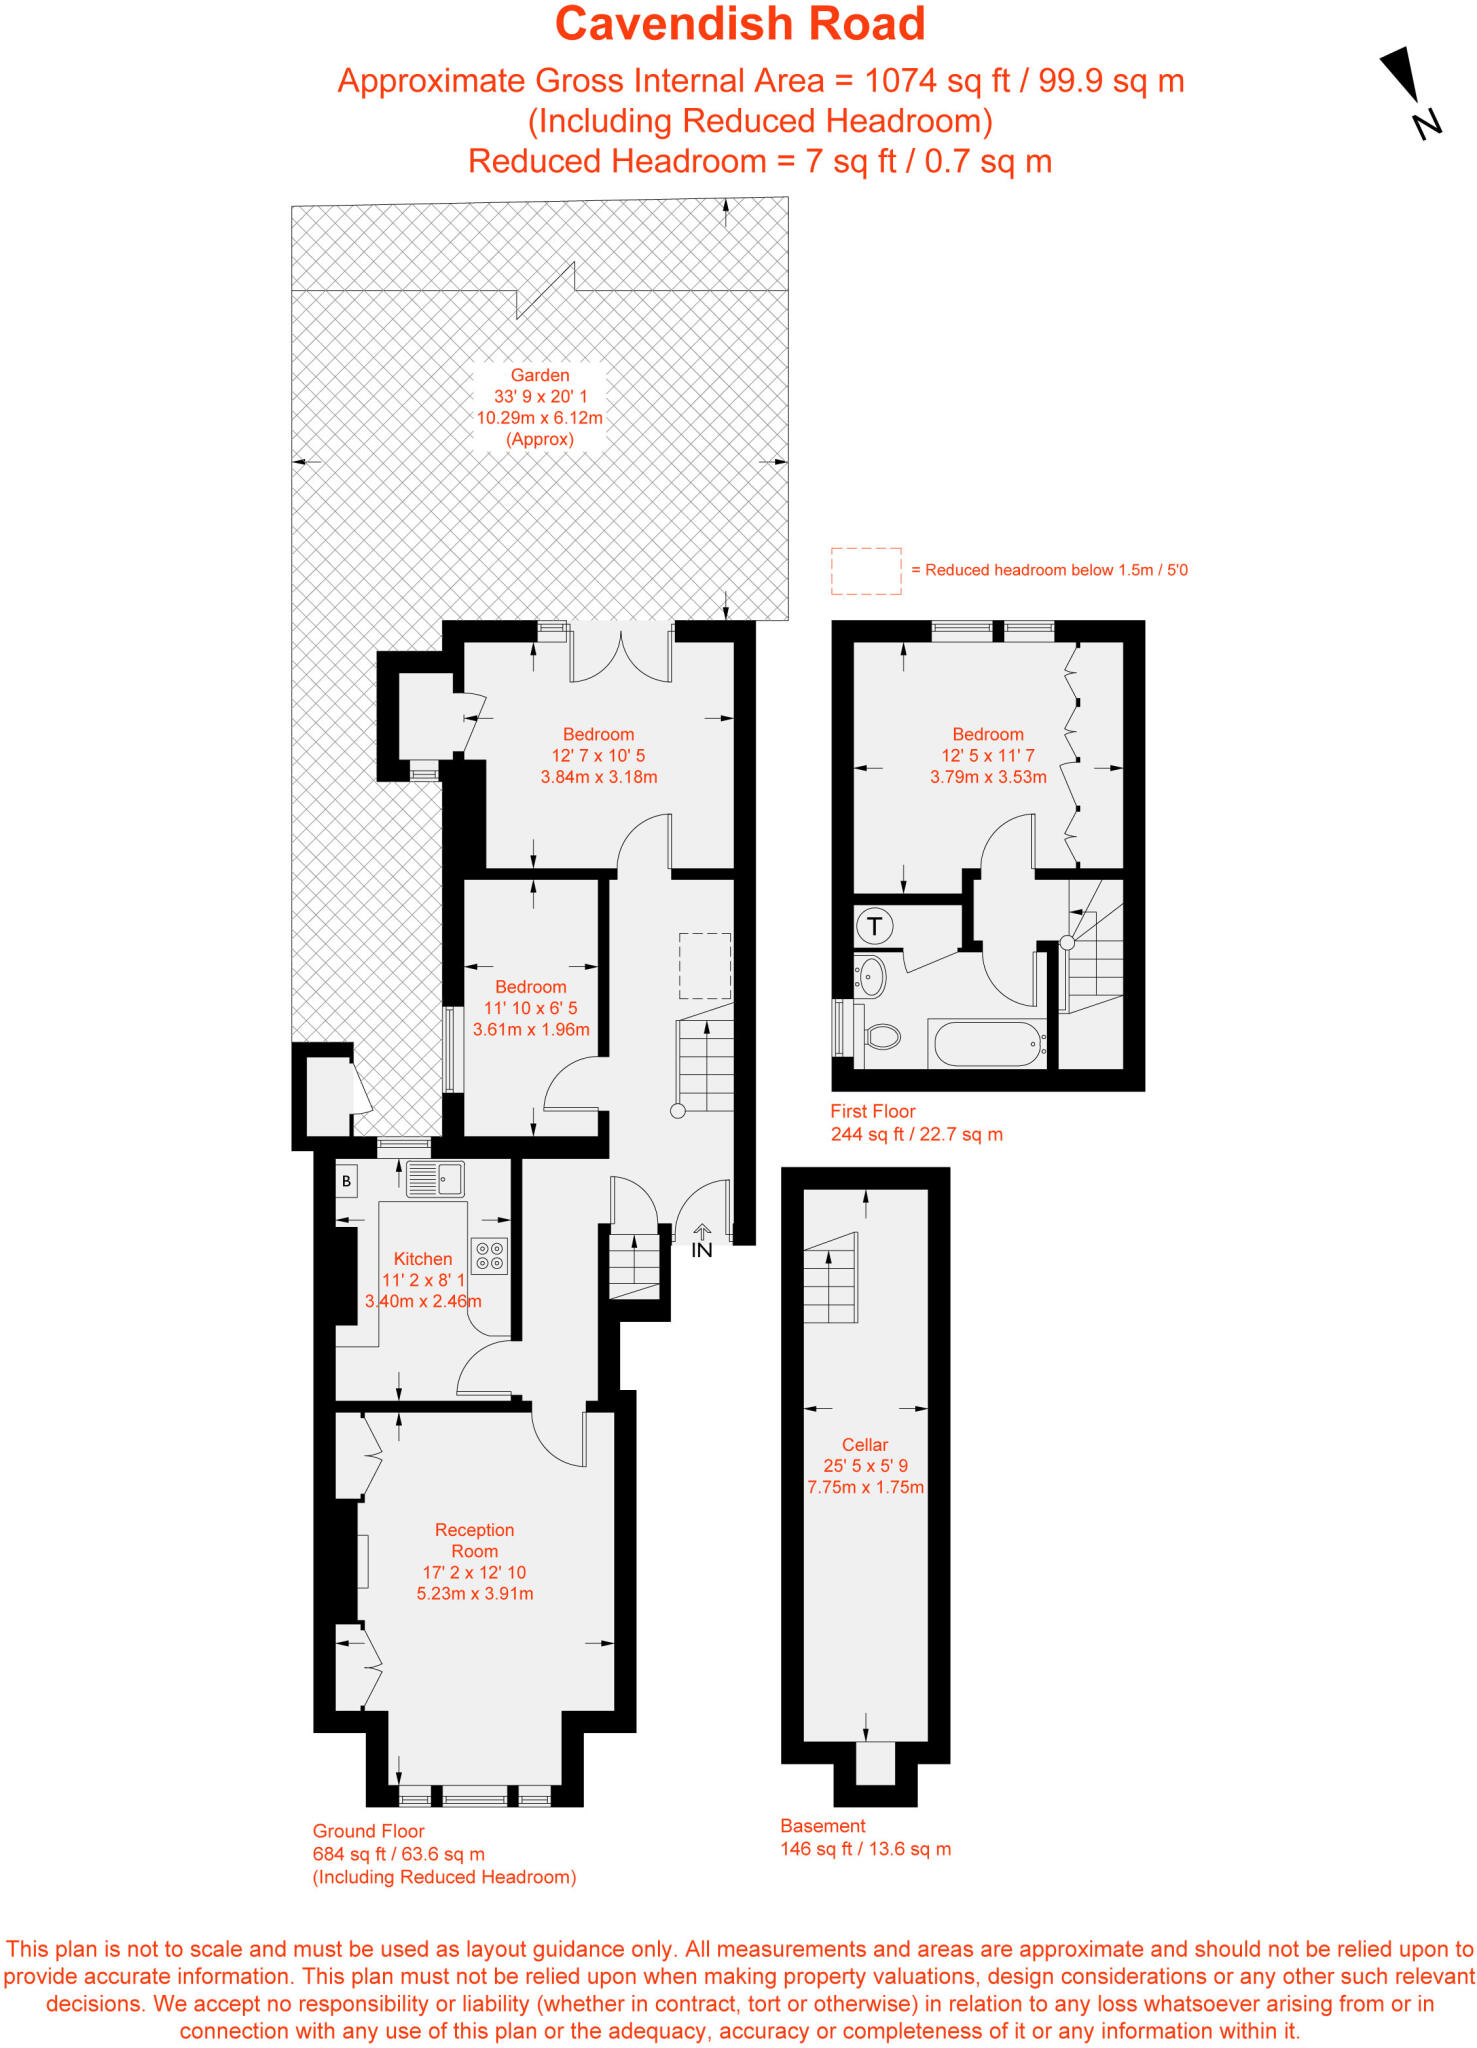 Cavendish Road
Approximate Gross Internal Area = 1074 sq ft / 99.9 sq m
(Including Reduced Headroom)
Reduced Headroom = 7 sq ft / 0.7 sq m
N
Garden
33' 9 x 20' 1
10.29m x 6.12m
(Approx)
= Reduced headroom below 1.5m / 5'0
Bedroom
12' 7 x 10' 5
3.84m x 3.18m
Bedroom
12' 5 x 11' 7
3.79m x 3.53m
T
Bedroom
11' 10 x 6' 5
3.61m x 1.96m
First Floor
244 sq ft / 22.7 sq m
B
IN
Kitchen
11' 2 x 8' 1
3.40m x 2.46m
Cellar
25' 5 x 5' 9
7.75m x 1.75m
Reception
Room
17' 2 x 12' 10
5.23m x 3.91m
Ground Floor
684 sq ft / 63.6 sq m
(Including Reduced Headroom)
Basement
146 sq ft / 13.6 sq m
This plan is not to scale and must be used as layout guidance only. All measurements and areas are approximate and should not be relied upon to
provide accurate information. This plan must not be relied upon when making property valuations, design considerations or any other such relevant
decisions. We accept no responsibility or liability (whether in contract, tort or otherwise) in relation to any loss whatsoever arising from or in
connection with any use of this plan or the adequacy, accuracy or completeness of it or any information within it.